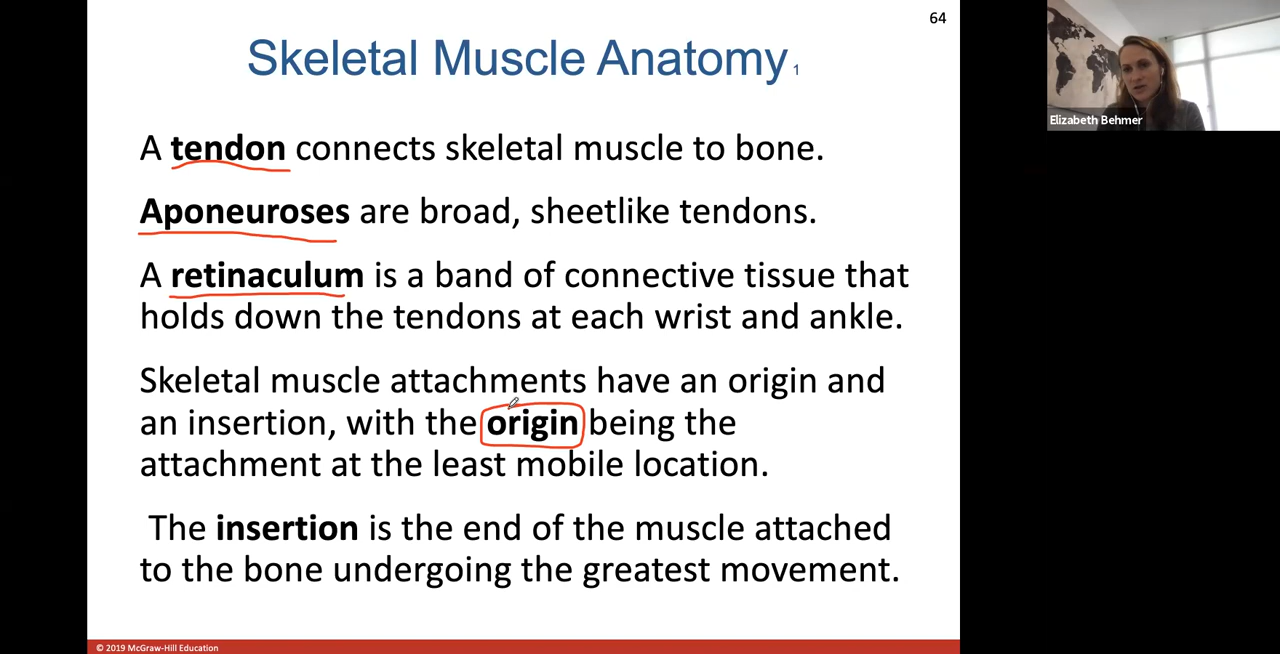 64
Skeletal Muscle Anatomy 1
A tendon connects skeletal muscle to bone.
Aponeuroses are broad, sheetlike tendons.
A retinaculum is a band of connective tissue that
holds down the tendons at each wrist and ankle.
Skeletal muscle attachments have an origin and
an insertion, with the origin being the
attachment at the least mobile location.
The insertion is the end of the muscle attached
to the bone undergoing the greatest movement.
© 2019 McGraw-Hill Education
Elizabeth Behmer